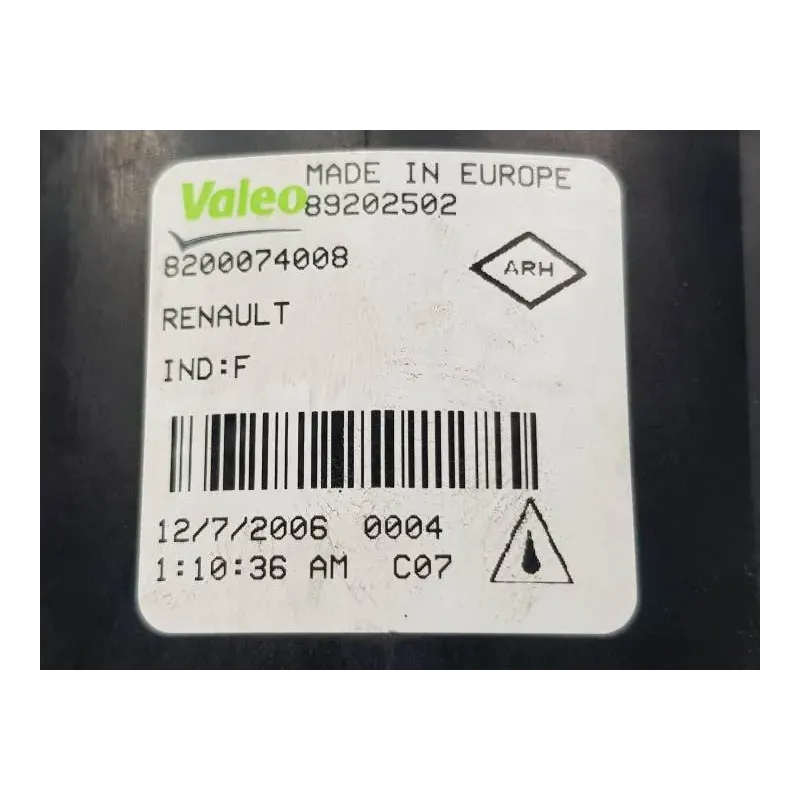 Valeo MADE IN EUROPE
89202502
8200074008
ARH
RENAULT
IND:F
12/7/2006 0004
1:10:36 AM C07